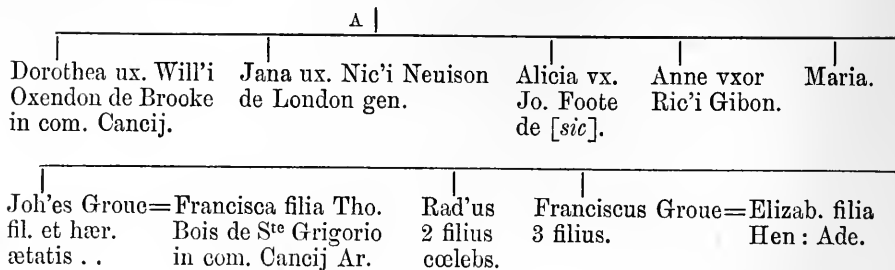 A
Dorothea ux. Will'i Oxendon de Brooke in com. Cancij.
Jana ux. Nic'i Neuison de London gen.
Alicia vx. Jo. Foote de [sic].
Anne vxor Ric'i Gibon.
Maria.
Joh'es Groue=Francisca filia Tho. Bois de Ste Grigorio in com. Cancij Ar.
fil. et hær. ætatis . .
Rad'us 2 filius cœlebs.
Franciscus Groue=Elizab. filia Hen : Ade.
3 filius.